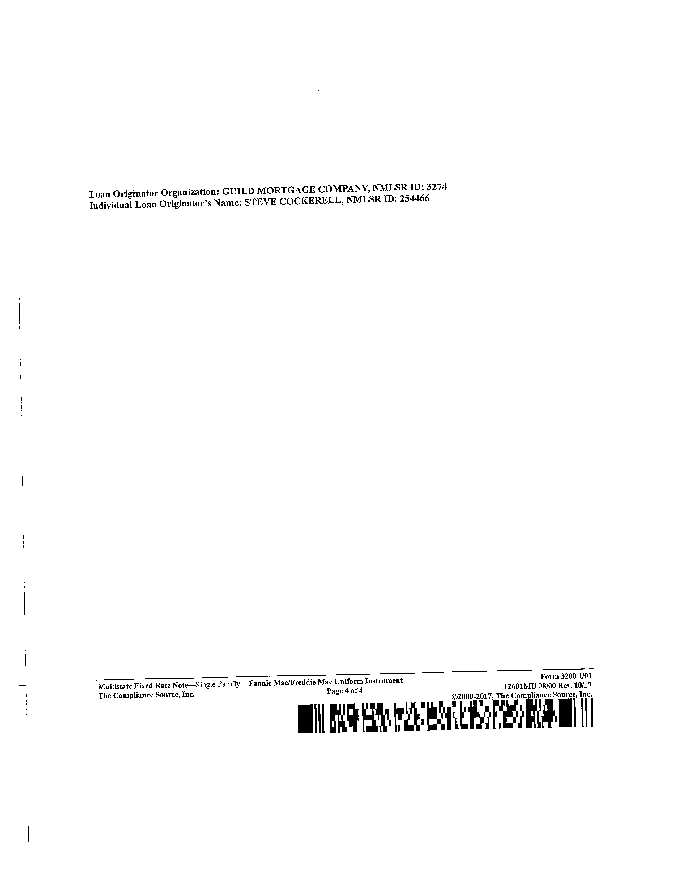 Loan Originator Organization: GUILD MORTGAGE COMPANY, NMLSR ID: 3274
Individual Loan Originator's Name: STEVE COCKERELL, NMLSR ID: 254466
Multistate Fixed Rate Note—Single Family—Fannie Mae/Freddie Mac Uniform Instrument
Form 3200 1/01
The Compliance Source, Inc.
Page 4 of 4
08/00 Rev. 10/17
©2000-2017, The Compliance Source, Inc.